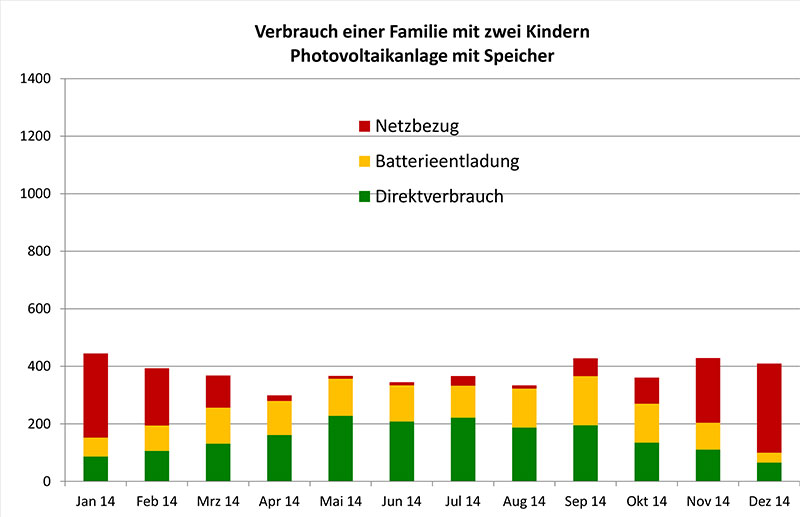 Verbrauch einer Familie mit zwei Kindern
Photovoltaikanlage mit Speicher
1400
1200
1000
800
600
400
200
0
Netzbezug
Batterieentladung
Direktverbrauch
Jan 14 Feb 14 Mrz 14 Apr 14 Mai 14 Jun 14 Jul 14 Aug 14 Sep 14 Okt 14 Nov 14 Dez 14